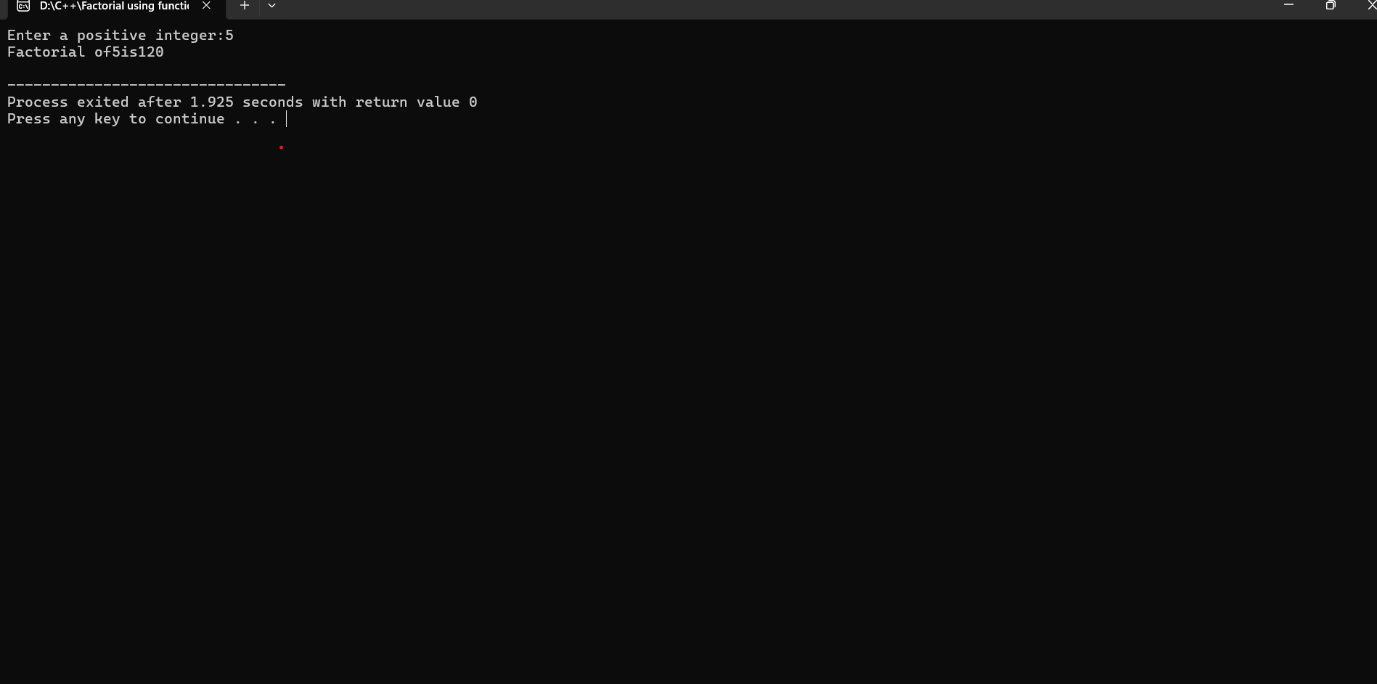 D:\C++\Factorial using functi
Enter a positive integer:5
Factorial of5is120
--------------------------------
Process exited after 1.925 seconds with return value 0
Press any key to continue . . .